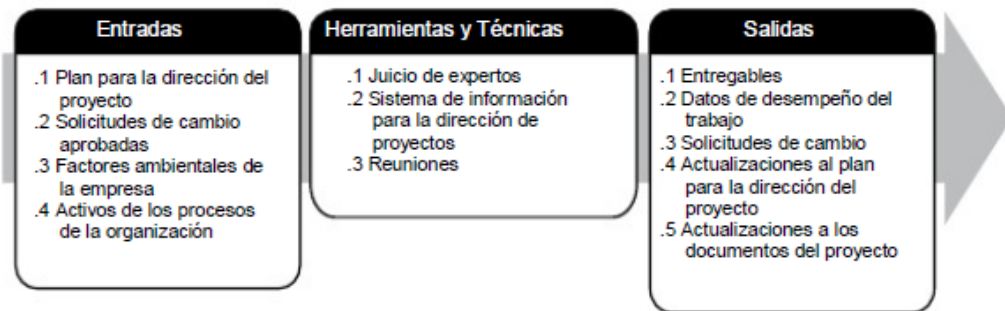 Entradas
.1 Plan para la dirección del
proyecto
.2 Solicitudes de cambio
aprobadas
.3 Factores ambientales de
la empresa
.4 Activos de los procesos
de la organización
Herramientas y Técnicas
.1 Juicio de expertos
.2 Sistema de información
para la dirección de
proyectos
.3 Reuniones
Salidas
.1 Entregables
.2 Datos de desempeño del
trabajo
.3 Solicitudes de cambio
.4 Actualizaciones al plan
para la dirección del
proyecto
.5 Actualizaciones a los
documentos del proyecto